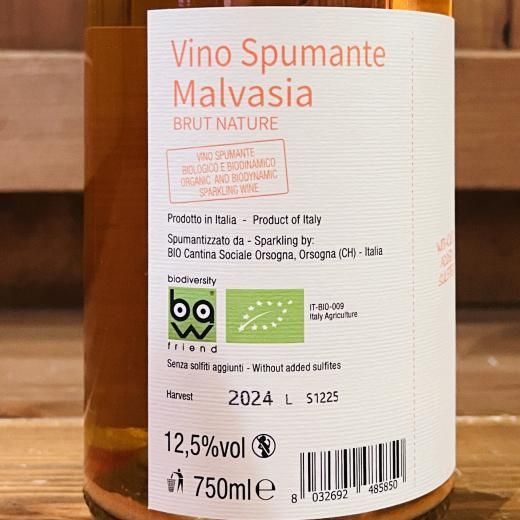 Vino Spumante
Malvasia
BRUT NATURE
VINO SPUMANTE
BIOLOGICO E BIODINAMICO
ORGANIC AND BIODYNAMIC
SPARKLING WINE
Prodotto in Italia - Product of Italy
Spumantizzato da - Sparkling by:
BIO Cantina Sociale Orsogna, Orsogna (CH) - Italia
biodiversity
baw
friend
IT-BIO-009
Italy Agriculture
Senza solfiti aggiunti - Without added sulfites
Harvest 2024 L S1225
12,5%vol
750ml e
8 032692 485850